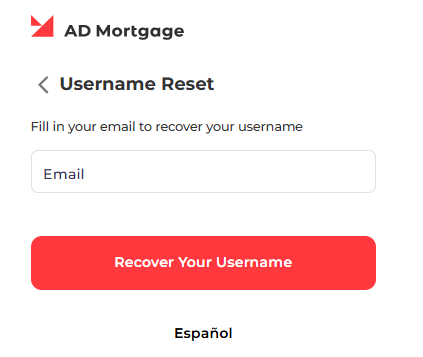 AD Mortgage
Username Reset
Fill in your email to recover your username
Email
Recover Your Username
Español